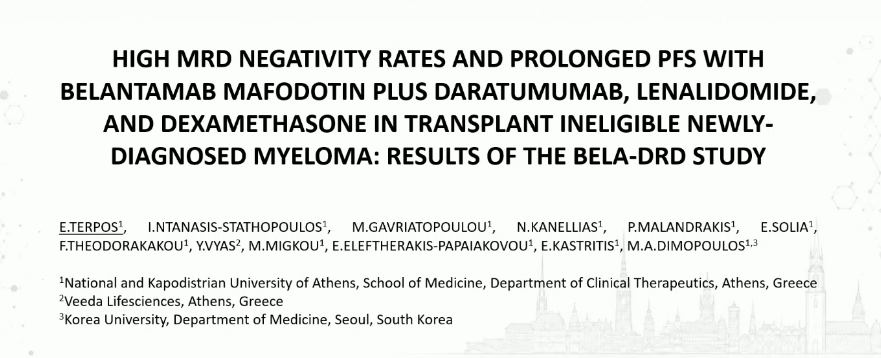 HIGH MRD NEGATIVITY RATES AND PROLONGED PFS WITH
BELANTAMAB MAFODOTIN PLUS DARATUMUMAB, LENALIDOMIDE,
AND DEXAMETHASONE IN TRANSPLANT INELIGIBLE NEWLY-
DIAGNOSED MYELOMA: RESULTS OF THE BELA-DRD STUDY
E.TERPOS¹, I.NTANASIS-STATHOPOULOS¹, M.GAVRIATOPOULOU¹, N.KANELLIAS¹, P.MALANDRAKIS¹, E.SOLIA¹,
F.THEODORAKAKOU¹, Y.VYAS², M.MIGKOU¹, E.ELEFTHERAKIS-PAPAIAKOVOU¹, E.KASTRITIS¹, M.A.DIMOPOULOS¹,³
¹National and Kapodistrian University of Athens, School of Medicine, Department of Clinical Therapeutics, Athens, Greece
²Veeda Lifesciences, Athens, Greece
³Korea University, Department of Medicine, Seoul, South Korea